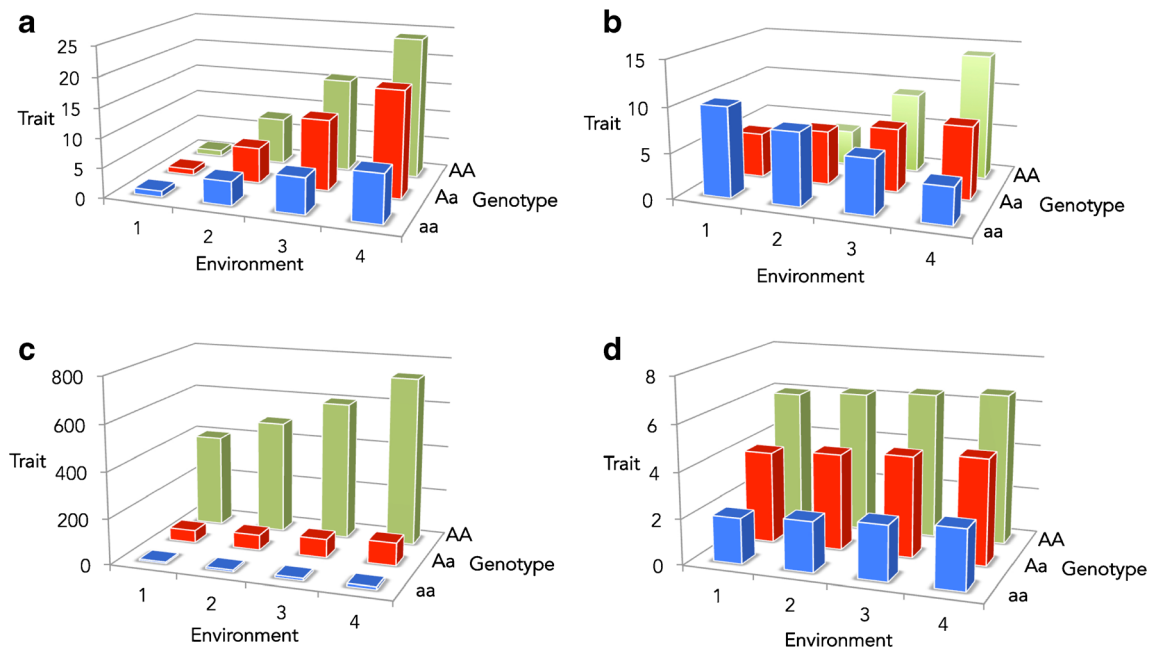 a
25
20
15
10
5
0
Trait
1
2
3
4
Environment
AA
Aa
aa
Genotype
b
15
10
5
0
Trait
1
2
3
4
Environment
AA
Aa
aa
Genotype
c
800
600
400
200
0
Trait
1
2
3
4
Environment
AA
Aa
aa
Genotype
d
8
6
4
2
0
Trait
1
2
3
4
Environment
AA
Aa
aa
Genotype